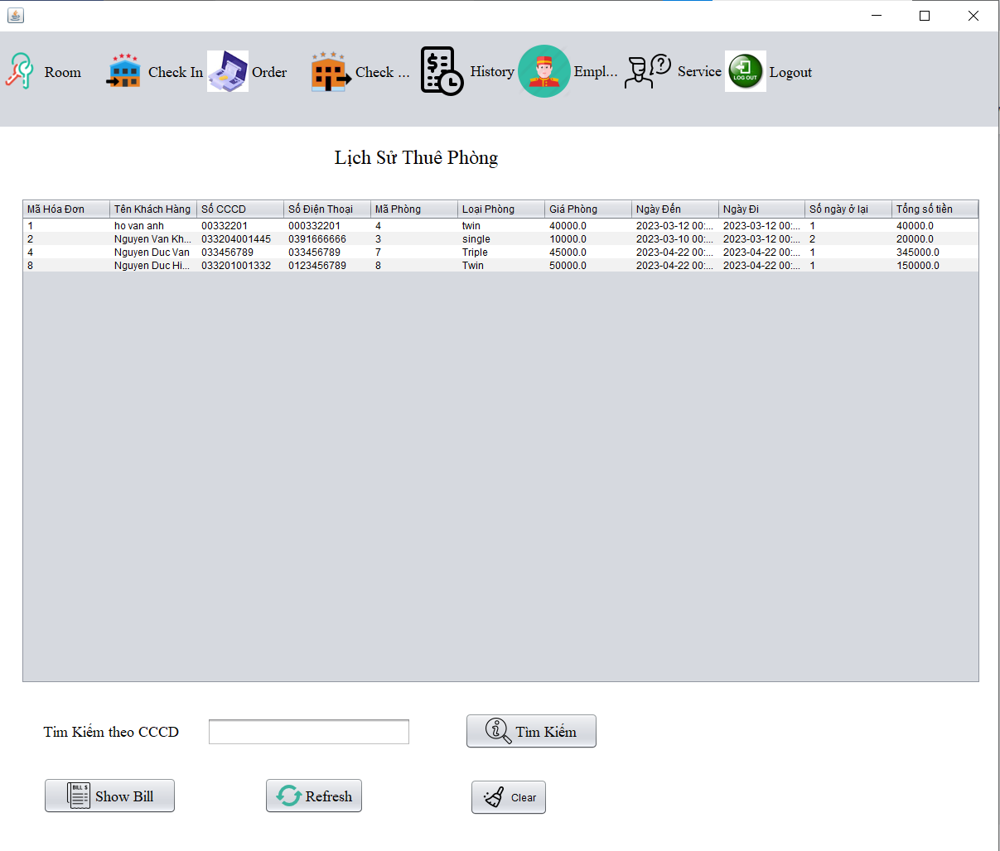 Room Check In Order Check ... History Empl... Service LOG OUT Logout
Lịch Sử Thuê Phòng
Mã Hóa Đơn Tên Khách Hàng Số CCCD Số Điện Thoại Mã Phòng Loại Phòng Giá Phòng Ngày Đến Ngày Đi Số ngày ở lại Tổng số tiền
1 ho van anh 00332201 000332201 4 twin 40000.0 2023-03-12 00:... 2023-03-12 00:... 1 40000.0
2 Nguyen Van Kh... 033204001445 0391666666 3 single 10000.0 2023-03-10 00:... 2023-03-12 00:... 2 20000.0
4 Nguyen Duc Van 033456789 033456789 7 Triple 45000.0 2023-04-22 00:... 2023-04-22 00:... 1 345000.0
8 Nguyen Duc Hi... 033201001332 0123456789 8 Twin 50000.0 2023-04-22 00:... 2023-04-22 00:... 1 150000.0
Tim Kiếm theo CCCD Tìm Kiếm
BILL $ Show Bill Refresh Clear